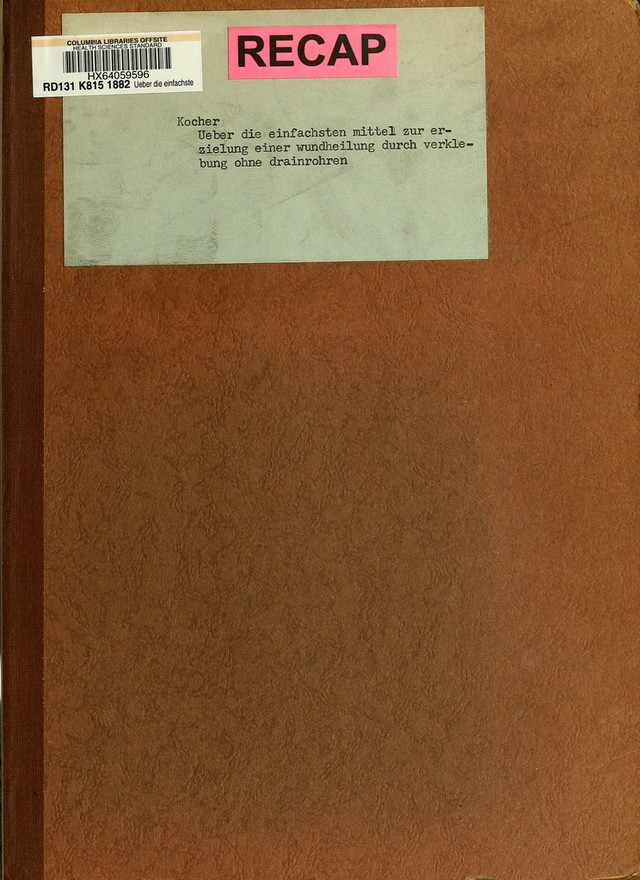 COLUMBIA LIBRARIES OFFSITE
HEALTH SCIENCES STANDARD
HX64059596
RD131 K815 1882 Ueber die einfachste
RECAP
Kocher
Ueber die einfachsten mittel zur er-
zielung einer wundheilung durch verkle-
bung ohne drainrohren